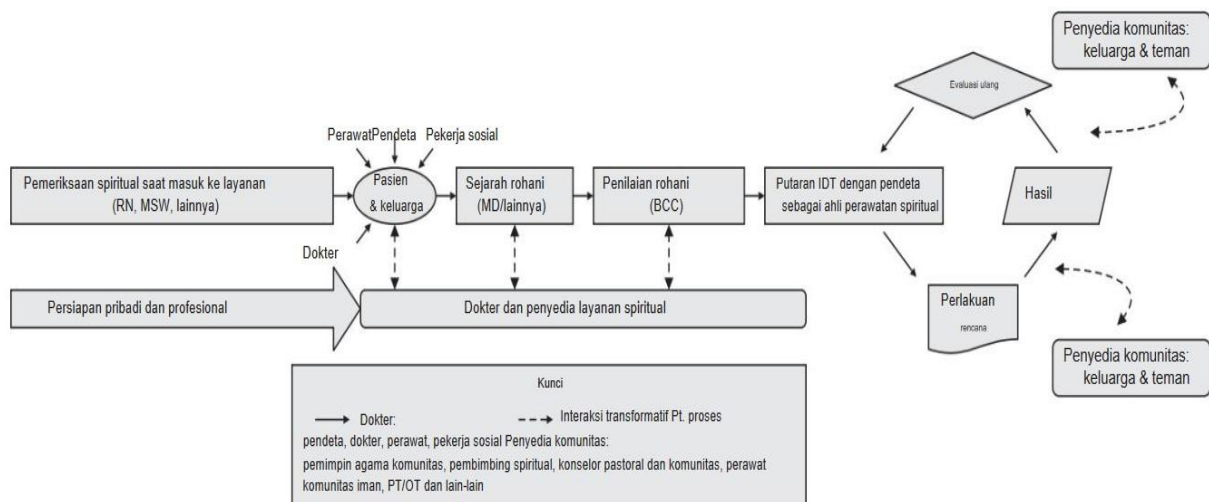 Penyedia komunitas:
keluarga & teman
Evaluasi ulang
PerawatPendeta
Pekerja sosial
Pemeriksaan spiritual saat masuk ke layanan
(RN, MSW, lainnya)
Pasien
& keluarga
Sejarah rohani
(MD/lainnya)
Penilaian rohani
(BCC)
Putaran IDT dengan pendeta
sebagai ahli perawatan spiritual
Hasil
Dokter
Persiapan pribadi dan profesional
Dokter dan penyedia layanan spiritual
Perlakuan
rencana
Penyedia komunitas:
keluarga & teman
Kunci
Dokter:
Interaksi transformatif Pt. proses
pendeta, dokter, perawat, pekerja sosial Penyedia komunitas:
pemimpin agama komunitas, pembimbing spiritual, konselor pastoral dan komunitas, perawat
komunitas iman, PT/OT dan lain-lain